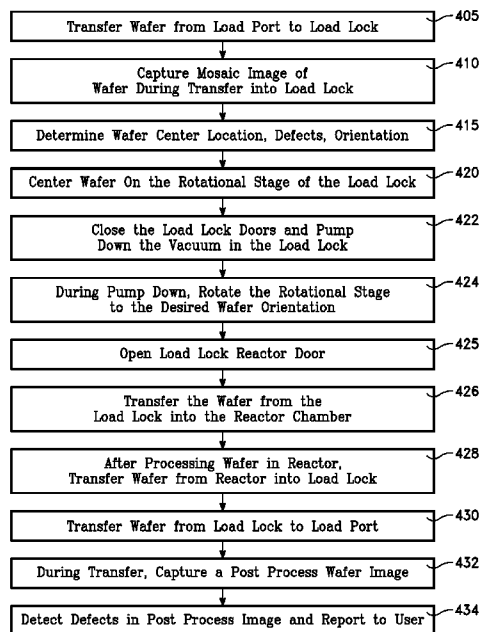 Transfer Wafer from Load Port to Load Lock
405
Capture Mosaic Image of
Wafer During Transfer into Load Lock
410
Determine Wafer Center Location, Defects, Orientation
415
Center Wafer On the Rotational Stage of the Load Lock
420
Close the Load Lock Doors and Pump
Down the Vacuum in the Load Lock
422
During Pump Down, Rotate the Rotational Stage
to the Desired Wafer Orientation
424
Open Load Lock Reactor Door
425
Transfer the Wafer from the
Load Lock into the Reactor Chamber
426
After Processing Wafer in Reactor,
Transfer Wafer from Reactor into Load Lock
428
Transfer Wafer from Load Lock to Load Port
430
During Transfer, Capture a Post Process Wafer Image
432
Detect Defects in Post Process Image and Report to User
434